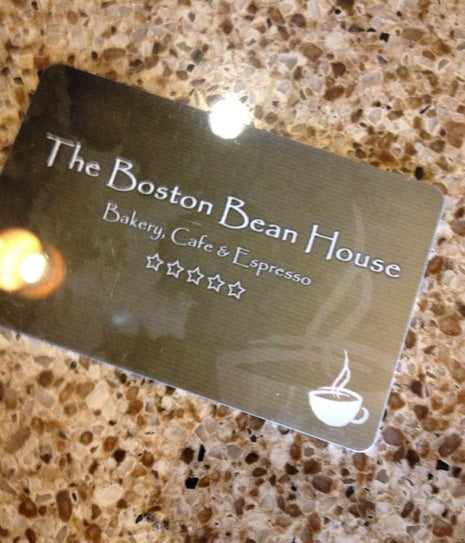 The Boston Bean House
Bakery, Cafe & Espresso